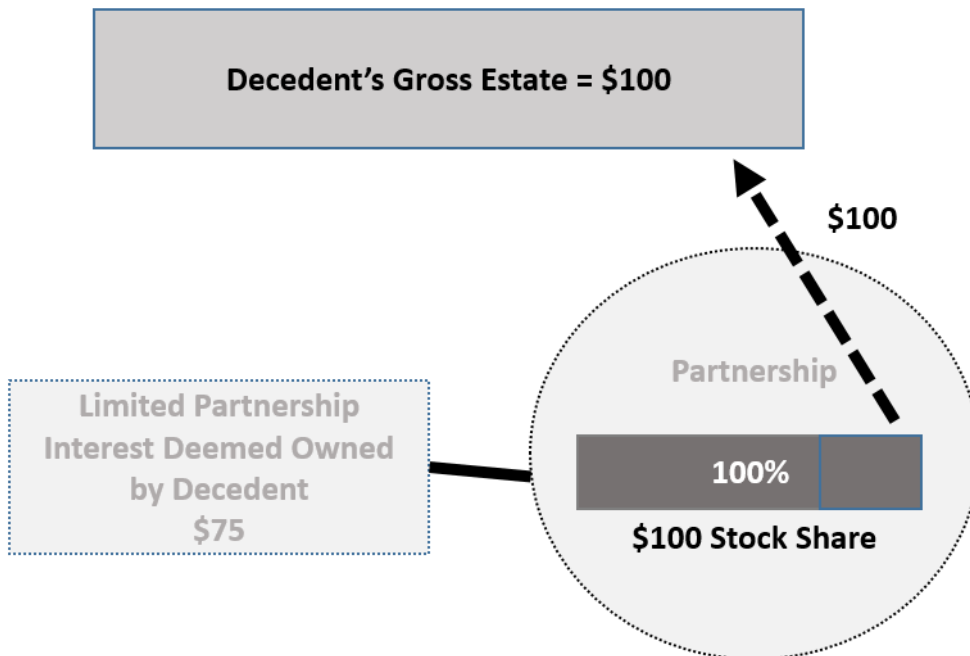 Decedent’s Gross Estate = $100
$100
Partnership
Limited Partnership
Interest Deemed Owned
by Decedent
$75
100%
$100 Stock Share